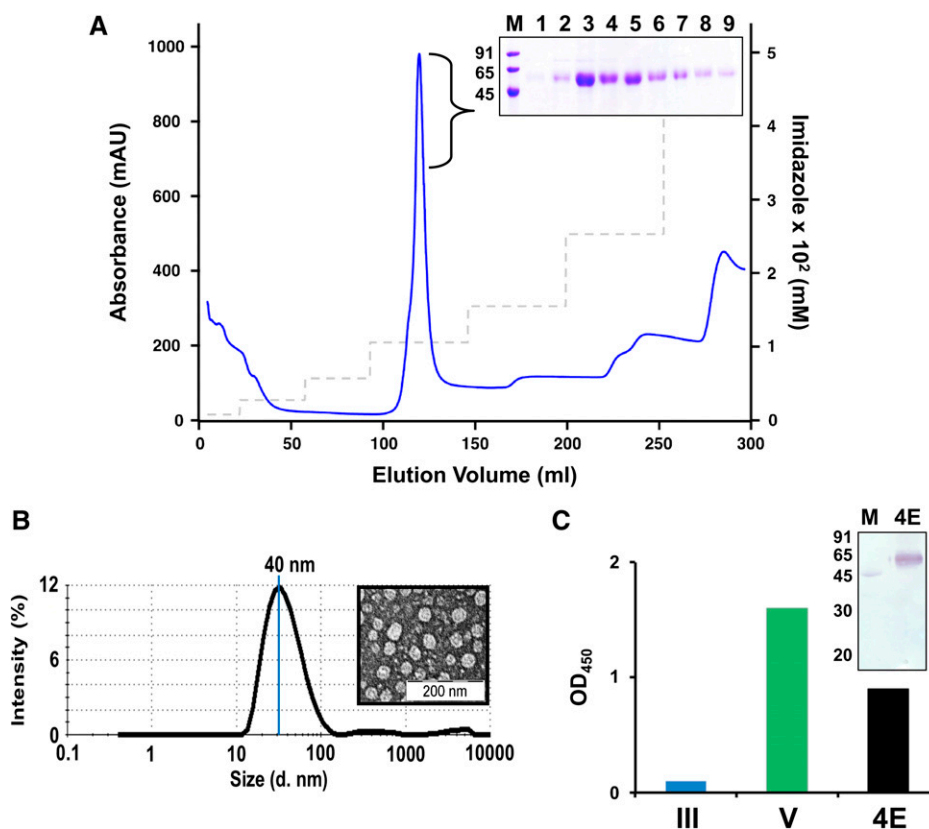 A
M 1 2 3 4 5 6 7 8 9
91
65
45
1000
800
600
400
200
0
Absorbance (mAU)
5
4
3
2
1
0
Imidazole x 10² (mM)
0 50 100 150 200 250 300
Elution Volume (ml)
B
40 nm
12
6
0
Intensity (%)
200 nm
0.1 1 10 100 1000 10000
Size (d. nm)
C
M 4E
91
65
45
30
20
2
1
0
OD₄₅₀
III V 4E